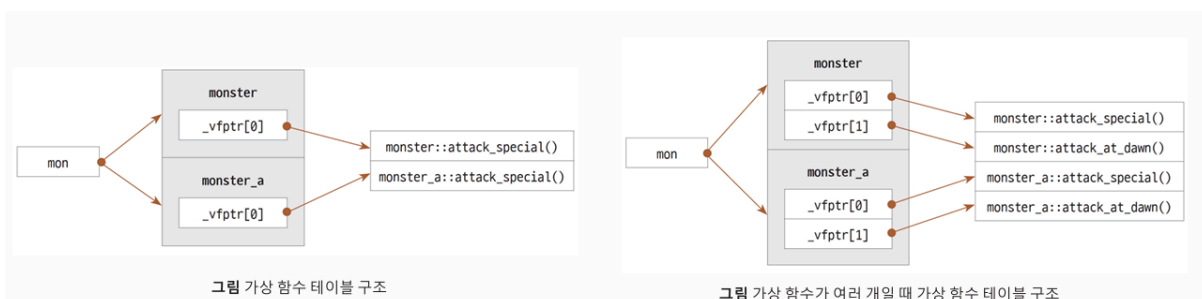 monster
_vfptr[0]
mon
monster::attack_special()
monster_a::attack_special()
monster_a
_vfptr[0]
그림 가상 함수 테이블 구조
monster
_vfptr[0]
_vfptr[1]
mon
monster::attack_special()
monster::attack_at_dawn()
monster_a::attack_special()
monster_a::attack_at_dawn()
monster_a
_vfptr[0]
_vfptr[1]
그림 가상 함수가 여러 개일 때 가상 함수 테이블 구조